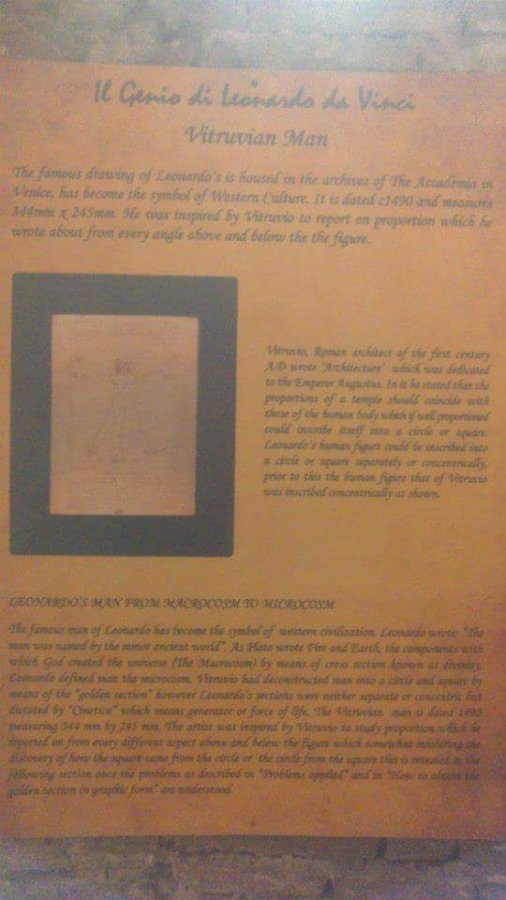 Il Genio di Leonardo da Vinci
Vitruvian Man
The famous drawing of Leonardo's is housed in the archives of The Accademia in
Venice, has become the symbol of Western Culture. It is dated c1490 and measures
344mm x 245mm. He was inspired by Vitruvio to report on proportion which he
wrote about from every angle above and below the the figure.
Vitruvio, Roman architect of the first century
A.D wrote 'Architecture' which was dedicated
to the Emperor Augustus. In it he stated that the
proportions of a temple should coincide with
those of the human body which if well proportioned
could inscribe itself into a circle or square.
Leonardo's human figure could be inscribed into
a circle or square separately or concentrically,
prior to this the human figure that of Vitruvio
was inscribed concentrically as shown.
LEONARDO'S MAN FROM MACROCOSM TO MICROCOSM
The famous man of Leonardo has become the symbol of western civilization. Leonardo wrote: "The
man was named by the minor ancient world". As Plato wrote Fire and Earth, the components with
which God created the universe (The Macrocosm) by means of cross section known as divinity,
Leonardo defined man the microcosm. Vitruvio had deconstructed man into a circle and square by
means of the "golden section" however Leonardo's sections were neither separate or concentric but
dictated by "Cinetica" which means generator or force of life. The Vitruvian man is dated 1490
measuring 344 mm by 245 mm. The artist was inspired by Vitruvio to study proportion which he
reported on from every different aspect above and below the figure which somewhat inhibiting the
discovery of how the square came from the circle or the circle from the square this is revealed in the
following section once the problems as described in "Problems applied" and in "How to obtain the
golden section in graphic form" are understood.